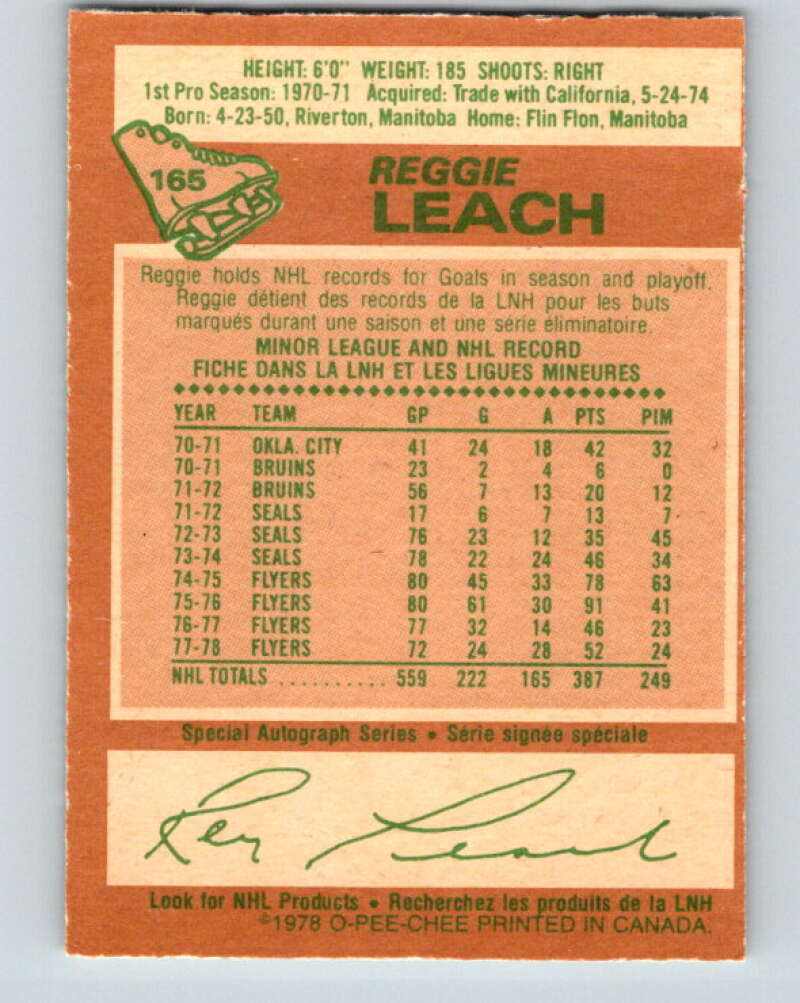 HEIGHT: 6'0" WEIGHT: 185 SHOOTS: RIGHT
1st Pro Season: 1970-71 Acquired: Trade with California, 5-24-74
Born: 4-23-50, Riverton, Manitoba Home: Flin Flon, Manitoba
165
REGGIE
LEACH
Reggie holds NHL records for Goals in season and playoff.
Reggie détient des records de la LNH pour les buts
marqués durant une saison et une série éliminatoire.
MINOR LEAGUE AND NHL RECORD
FICHE DANS LA LNH ET LES LIGUES MINEURES
YEAR TEAM GP G A PTS PIM
70-71 OKLA. CITY 41 24 18 42 32
70-71 BRUINS 23 2 4 6 0
71-72 BRUINS 56 7 13 20 12
71-72 SEALS 17 6 7 13 7
72-73 SEALS 76 23 12 35 45
73-74 SEALS 78 22 24 46 34
74-75 FLYERS 80 45 33 78 63
75-76 FLYERS 80 61 30 91 41
76-77 FLYERS 77 32 14 46 23
77-78 FLYERS 72 24 28 52 24
NHL TOTALS .......... 559 222 165 387 249
Special Autograph Series • Série signée spéciale
Reg Leach
Look for NHL Products • Recherchez les produits de la LNH
©1978 O-PEE-CHEE PRINTED IN CANADA.